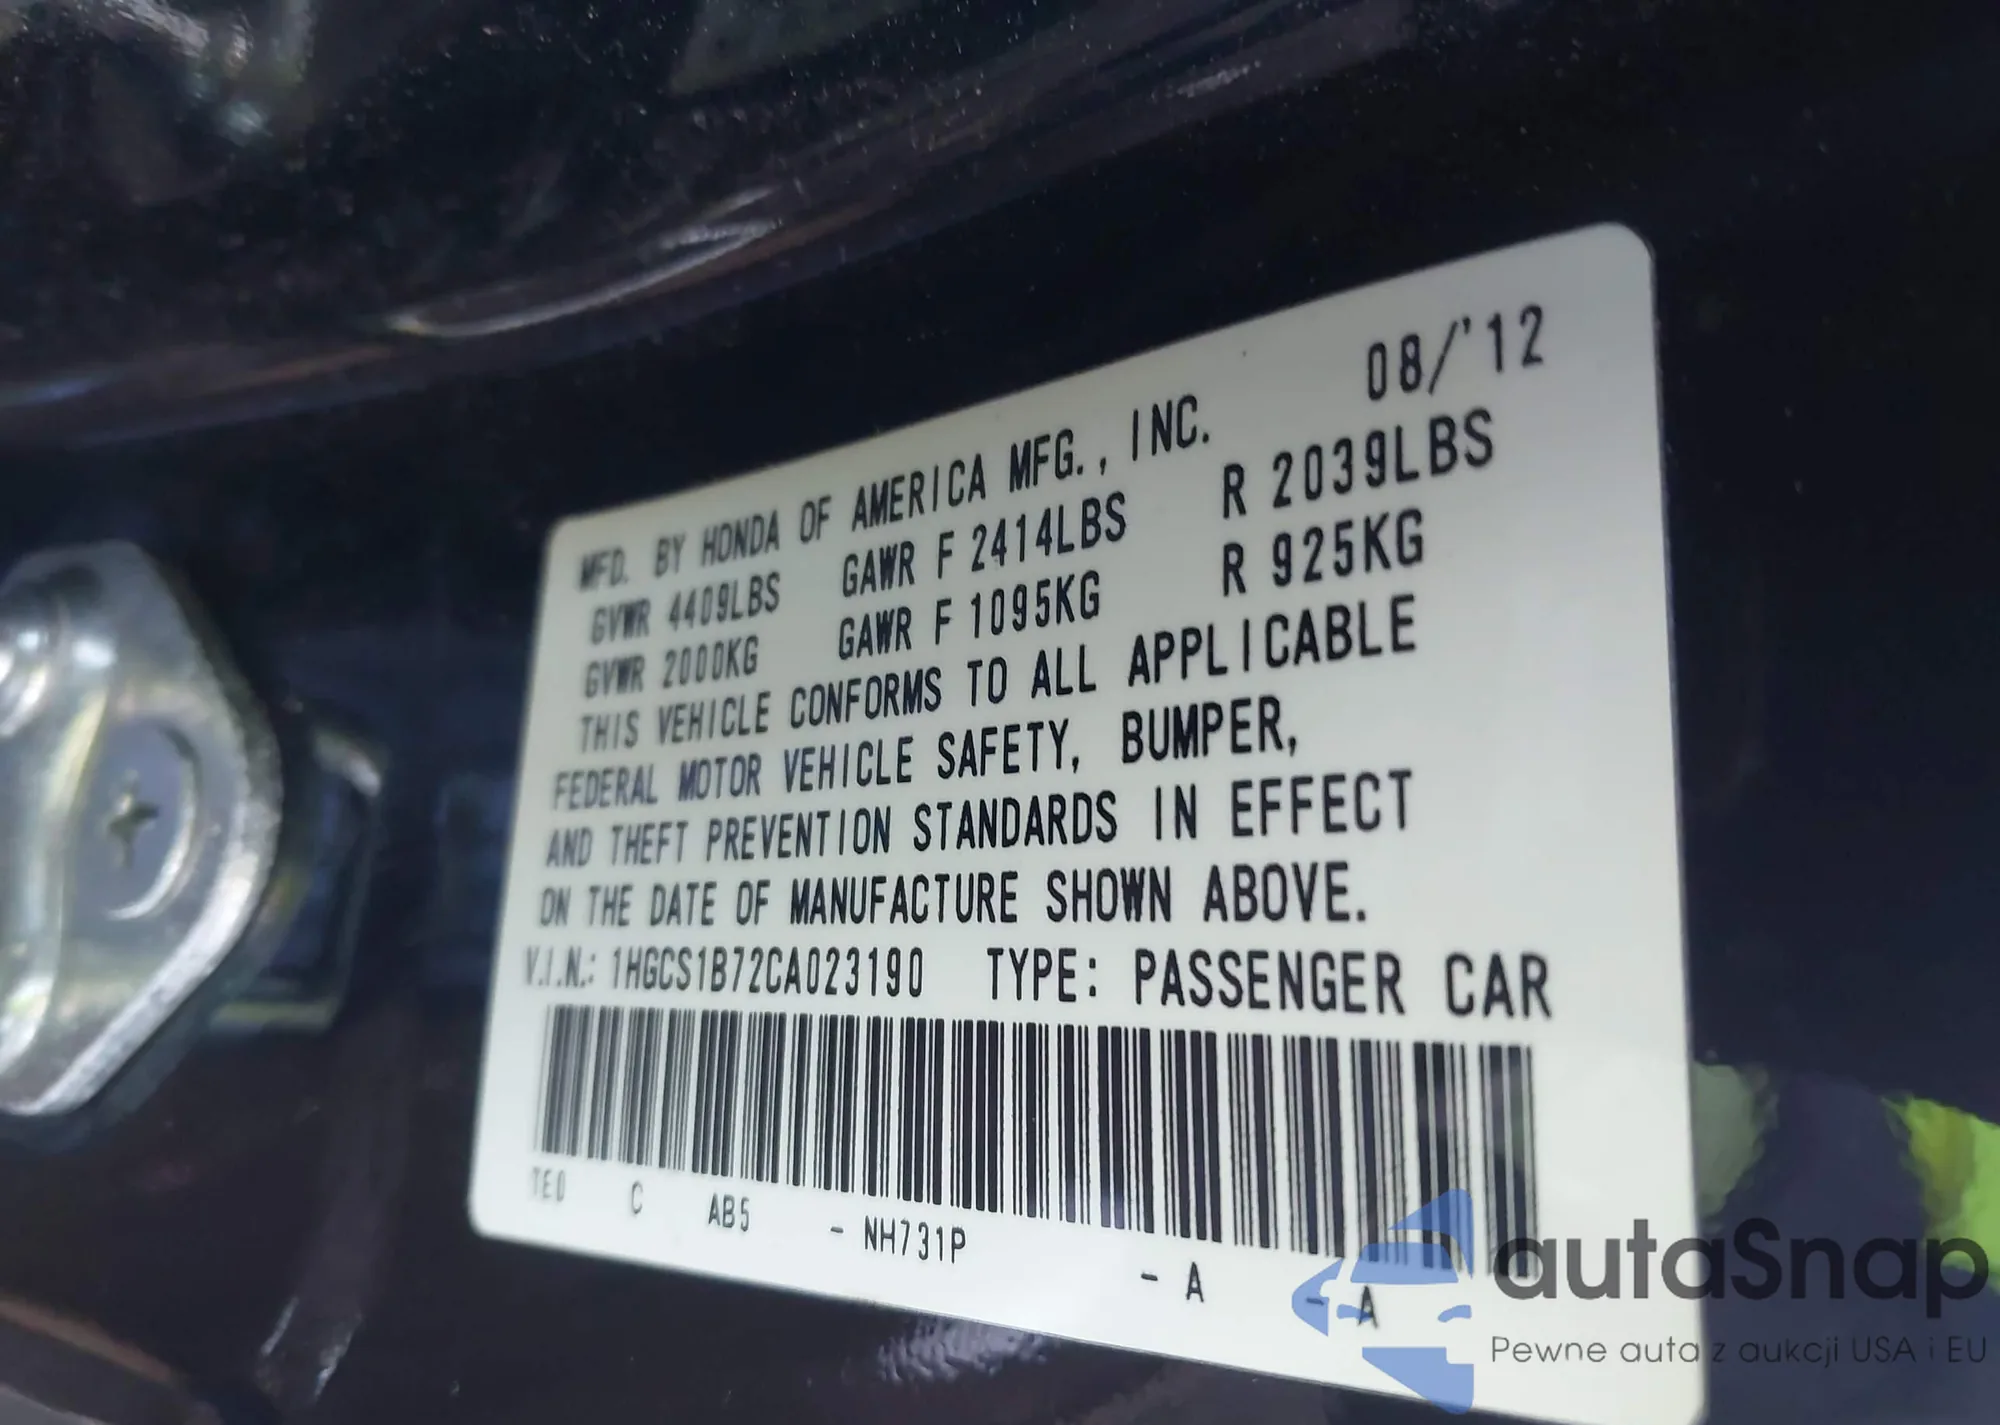 08/'12
MFD. BY HONDA OF AMERICA MFG., INC.
GVWR 4409LBS GAWR F 2414LBS R 2039LBS
GVWR 2000KG GAWR F 1095KG R 925KG
THIS VEHICLE CONFORMS TO ALL APPLICABLE
FEDERAL MOTOR VEHICLE SAFETY, BUMPER,
AND THEFT PREVENTION STANDARDS IN EFFECT
ON THE DATE OF MANUFACTURE SHOWN ABOVE.
V.I.N.: 1HGCS1B72CA023190 TYPE: PASSENGER CAR
TE0 C AB5 - NH731P - A - A
autaSnap
Pewne auta z aukcji USA i EU